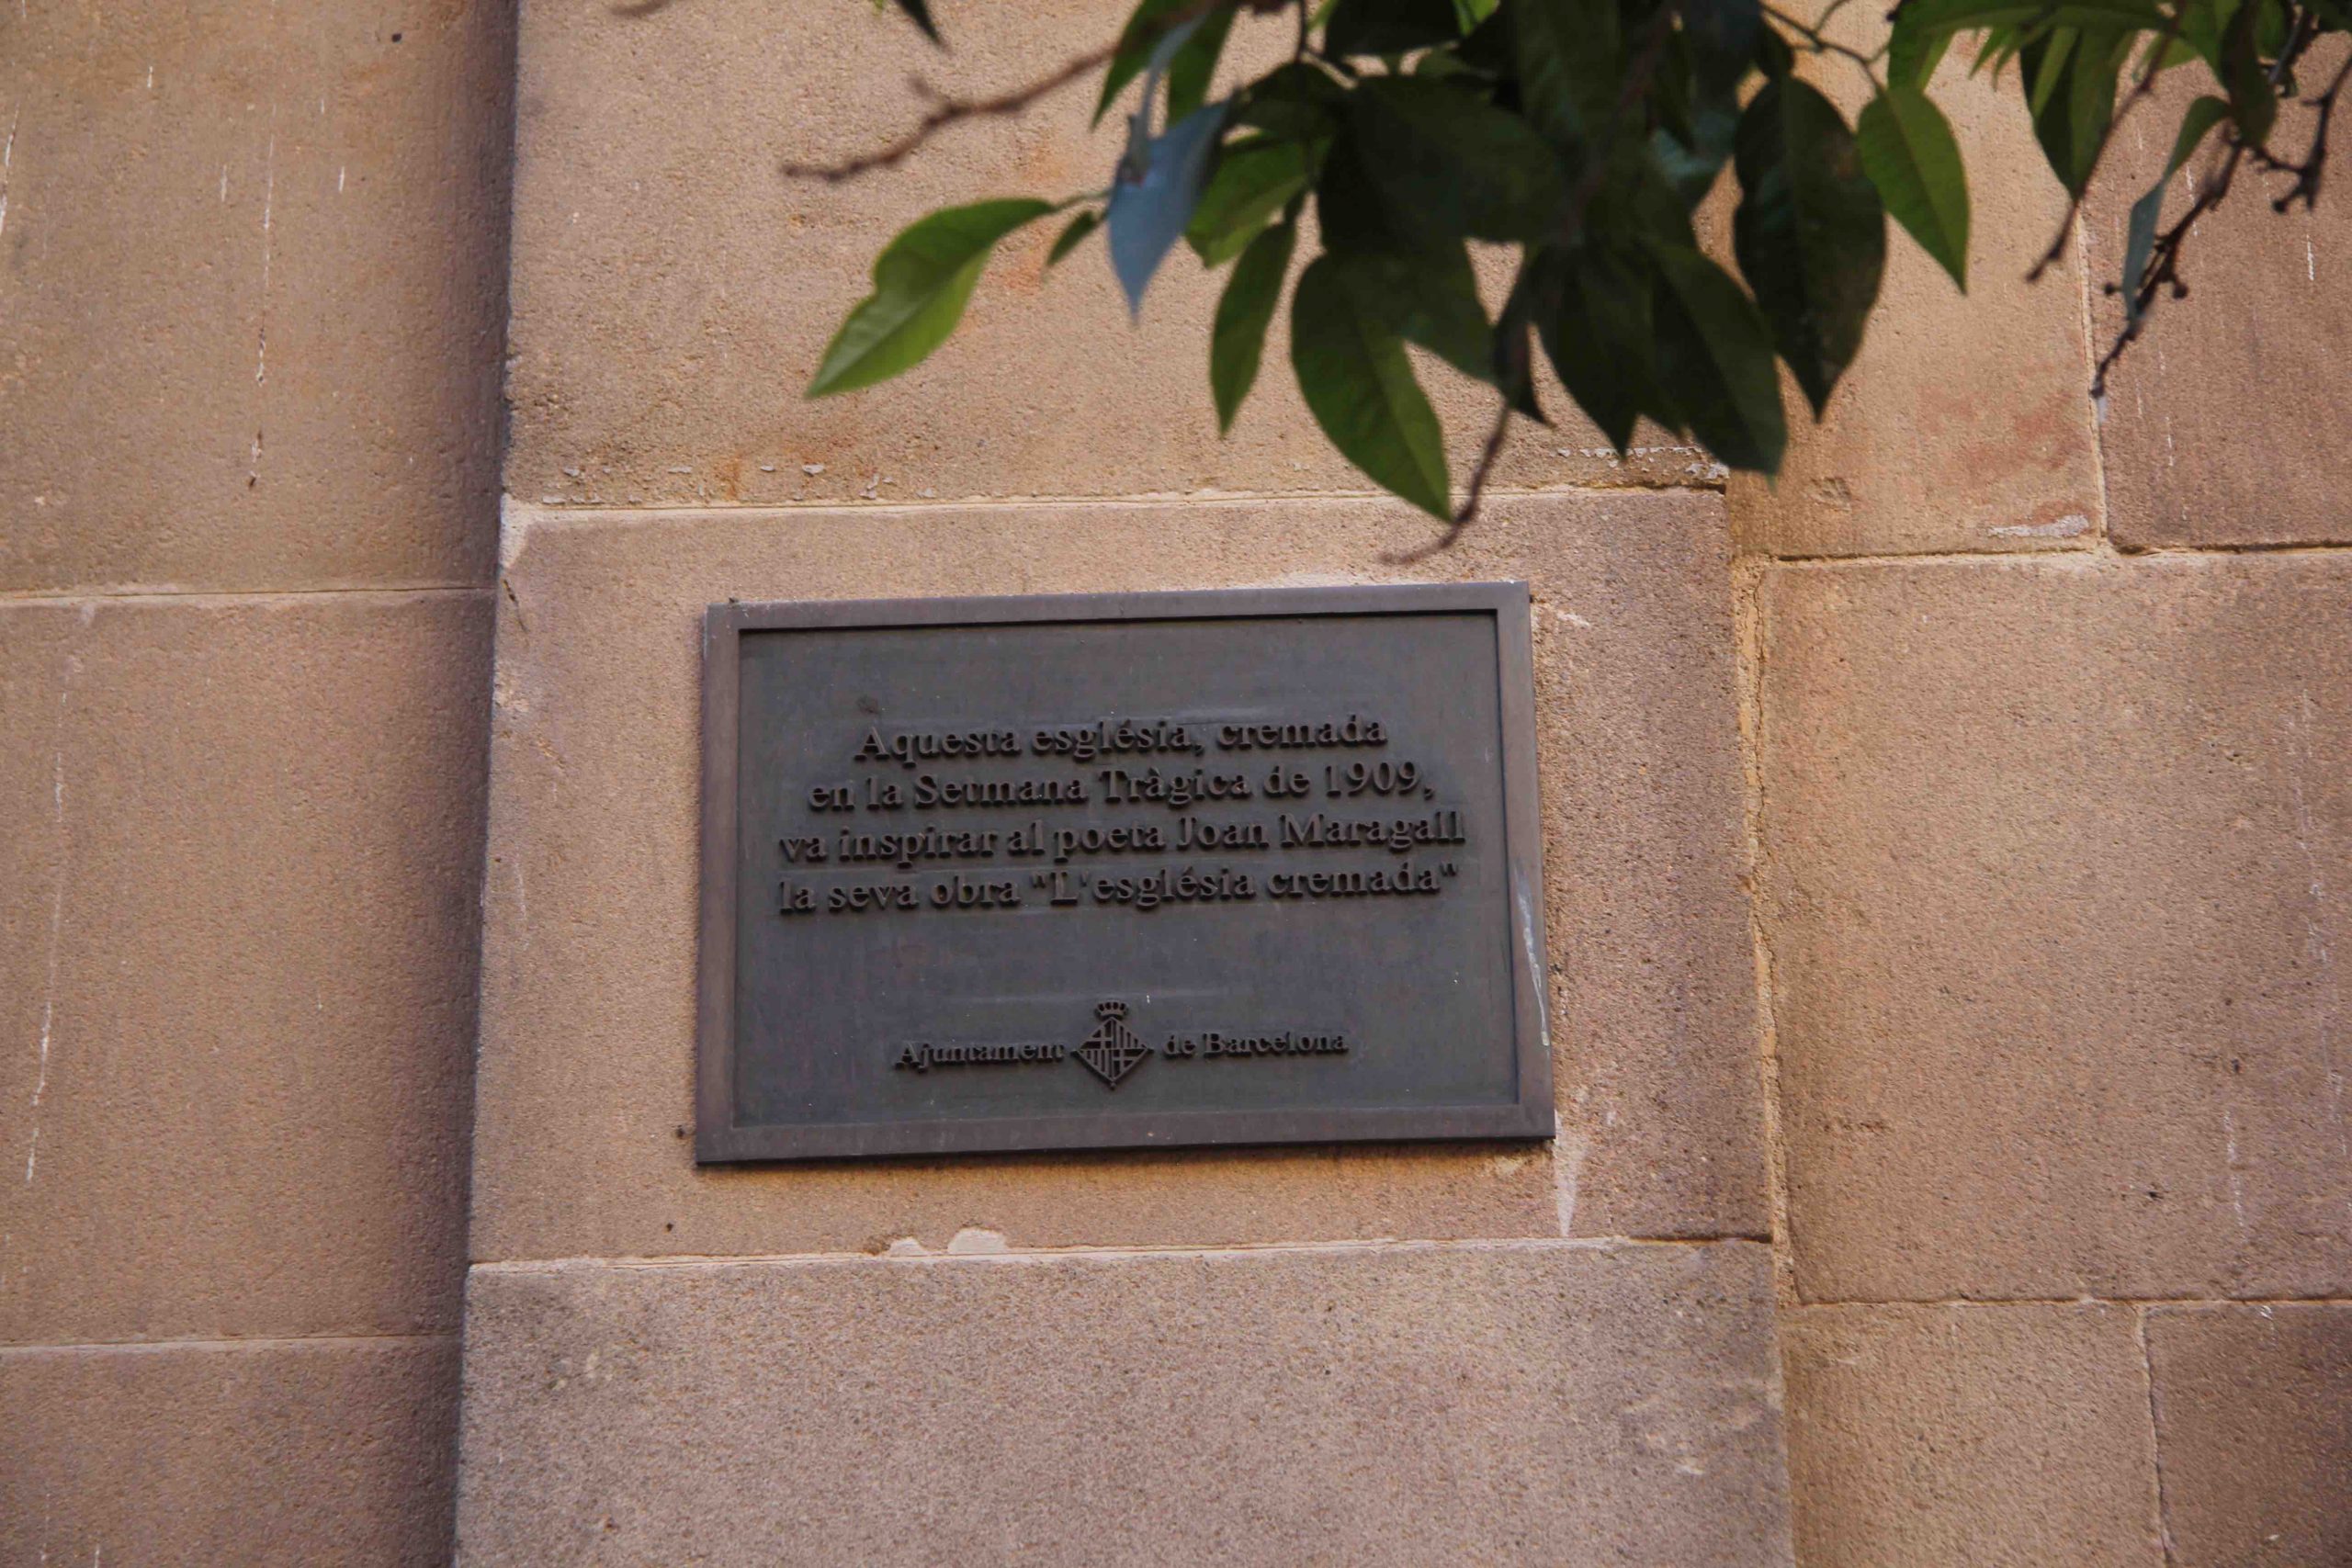 Aquesta església, cremada
en la Setmana Tràgica de 1909,
va inspirar al poeta Joan Maragall
la seva obra "L'església cremada"
Ajuntament de Barcelona